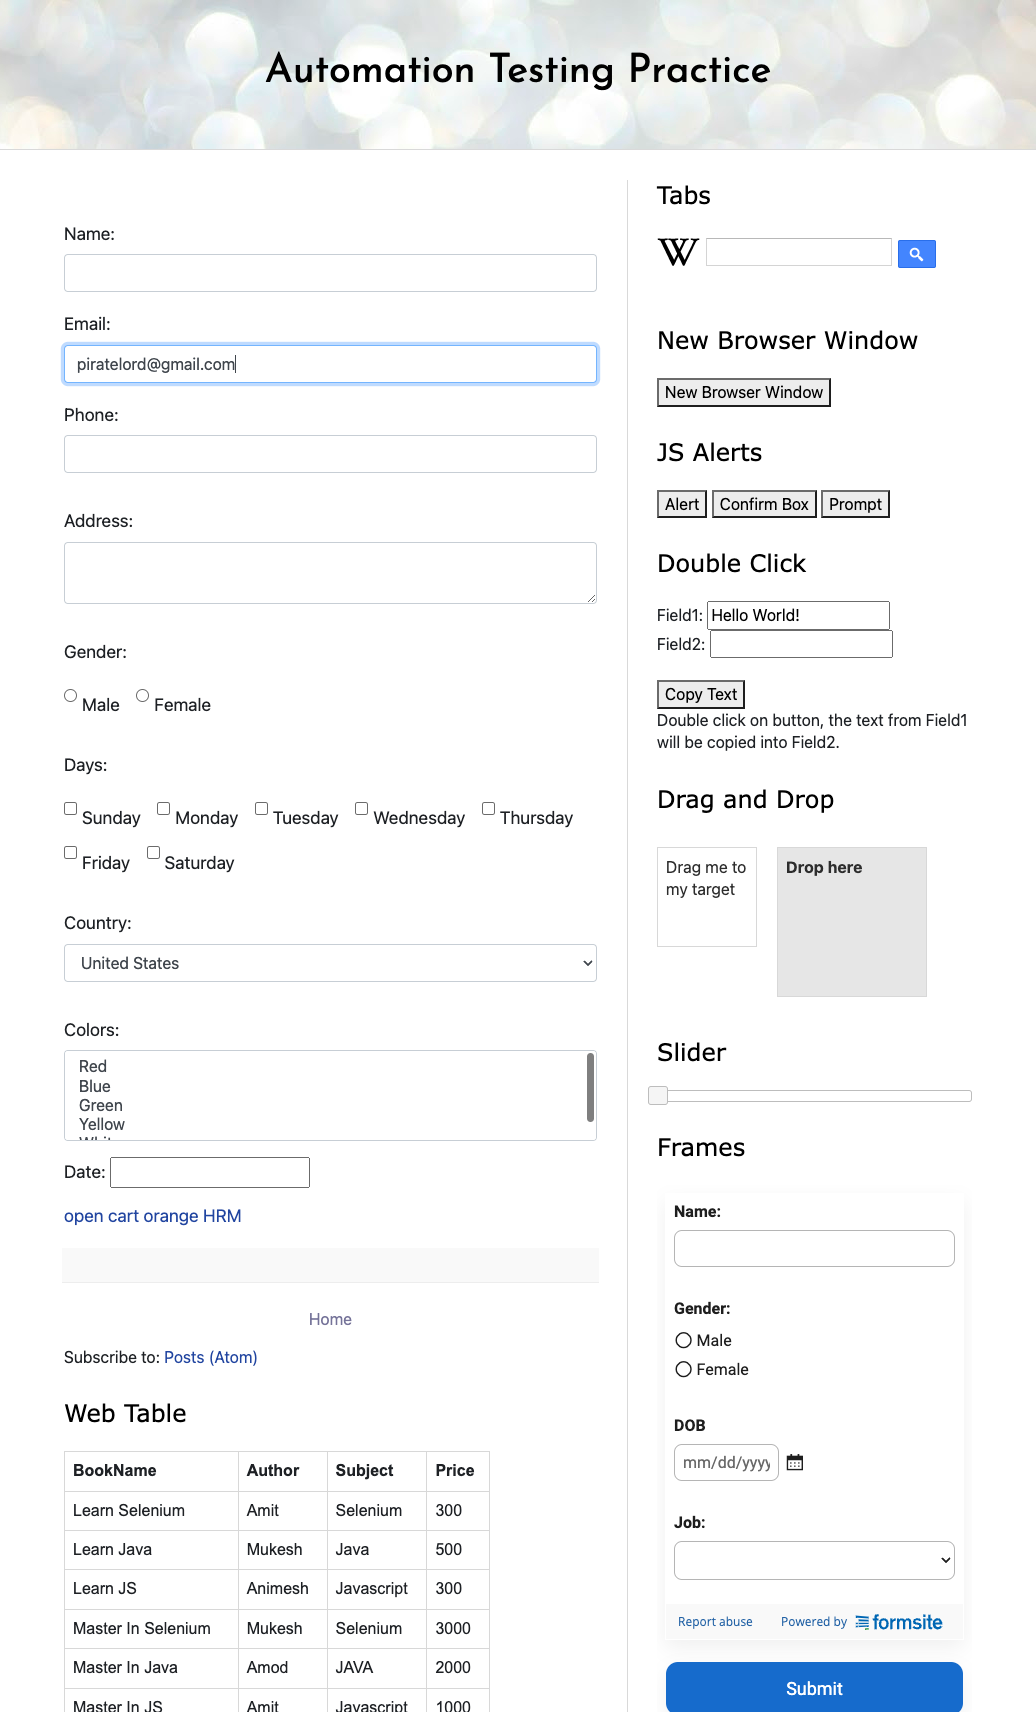 Automation Testing Practice
Name:
Email:
piratelord@gmail.com
Phone:
Address:
Gender:
Male Female
Days:
Sunday Monday Tuesday Wednesday Thursday
Friday Saturday
Country:
United States
Colors:
Red
Blue
Green
Yellow
Date:
open cart orange HRM
Home
Subscribe to: Posts (Atom)
Web Table
BookName Author Subject Price
Learn Selenium Amit Selenium 300
Learn Java Mukesh Java 500
Learn JS Animesh Javascript 300
Master In Selenium Mukesh Selenium 3000
Master In Java Amod JAVA 2000
Master In JS Amit Javascript 1000
Tabs
W
New Browser Window
New Browser Window
JS Alerts
Alert Confirm Box Prompt
Double Click
Field1: Hello World!
Field2:
Copy Text
Double click on button, the text from Field1
will be copied into Field2.
Drag and Drop
Drag me to
my target
Drop here
Slider
Frames
Name:
Gender:
Male
Female
DOB
mm/dd/yyyy
Job:
Report abuse Powered by formsite
Submit